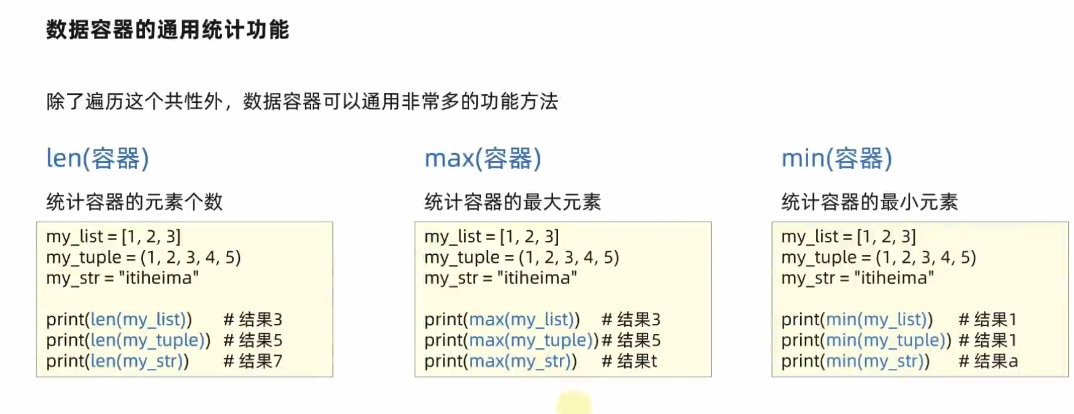 数据容器的通用统计功能
除了遍历这个共性外，数据容器可以通用非常多的功能方法
len(容器)
统计容器的元素个数
my_list = [1, 2, 3]
my_tuple = (1, 2, 3, 4, 5)
my_str = "itiheima"
print(len(my_list)) # 结果3
print(len(my_tuple)) # 结果5
print(len(my_str)) # 结果7
max(容器)
统计容器的最大元素
my_list = [1, 2, 3]
my_tuple = (1, 2, 3, 4, 5)
my_str = "itiheima"
print(max(my_list)) # 结果3
print(max(my_tuple)) # 结果5
print(max(my_str)) # 结果t
min(容器)
统计容器的最小元素
my_list = [1, 2, 3]
my_tuple = (1, 2, 3, 4, 5)
my_str = "itiheima"
print(min(my_list)) # 结果1
print(min(my_tuple)) # 结果1
print(min(my_str)) # 结果a